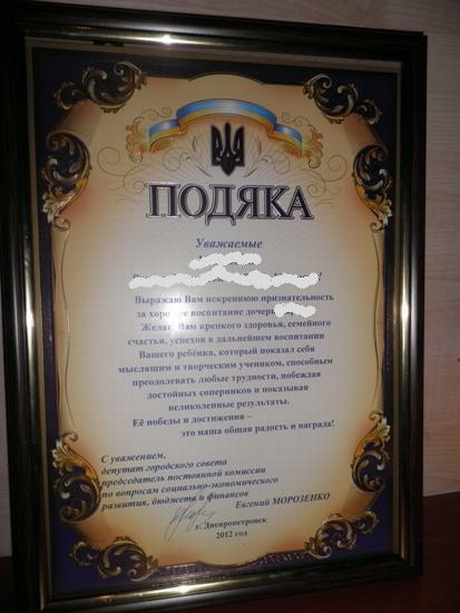 ПОДЯКА
Уважаемые
Выражаю Вам искреннюю признательность
за хорошее воспитание дочери
Желаю Вам крепкого здоровья, семейного
счастья, успехов в дальнейшем воспитании
Вашего ребёнка, который показал себя
мыслящим и творческим учеником, способным
преодолевать любые трудности, побеждая
достойных соперников и показывая
великолепные результаты.
Её победы и достижения –
это наша общая радость и награда!
С уважением,
депутат городского совета
председатель постоянной комиссии
по вопросам социально-экономического
развития, бюджета и финансов
Евгений МОРОЗЕНКО
г. Днепропетровск
2012 год